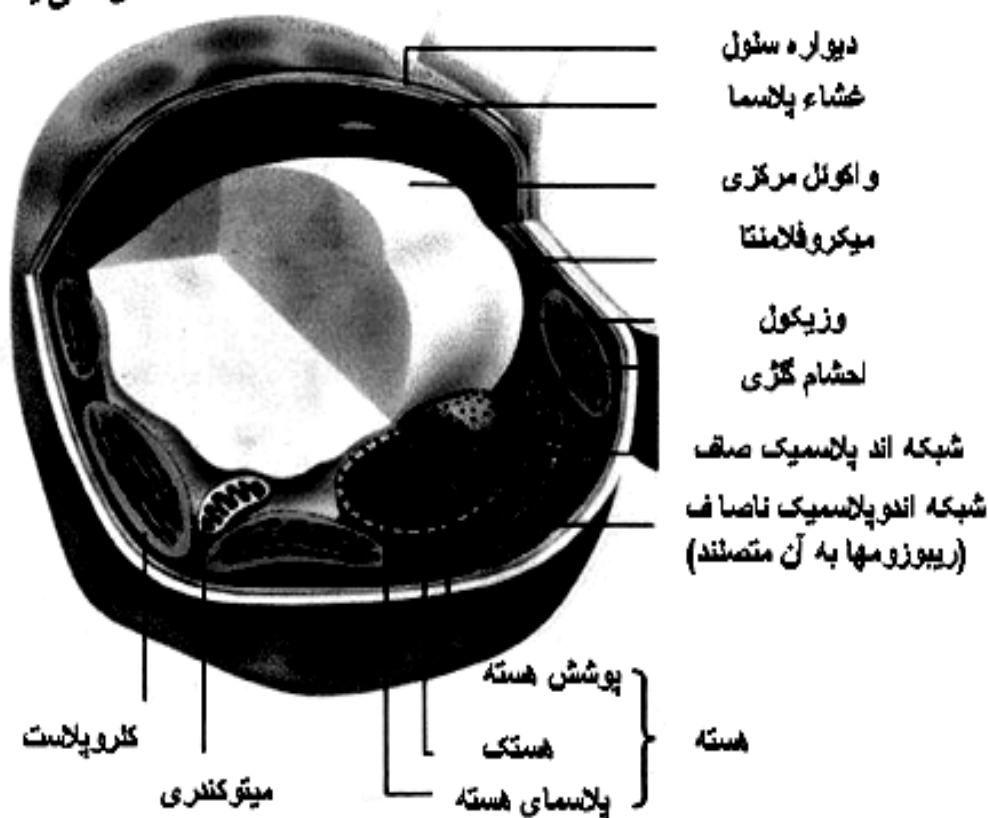 دیواره سلول
غشاء پلاسما
واکوئل مرکزی
میکروفلامنتا
وزیکول
احشام گلژی
شبکه اند پلاسمیک صاف
شبکه اندوپلاسمیک ناصاف
(ریبوزومها به آن متصلند)
پوشش هسته
هستک
پلاسمای هسته
هسته
کلروپلاست
میتوکندری